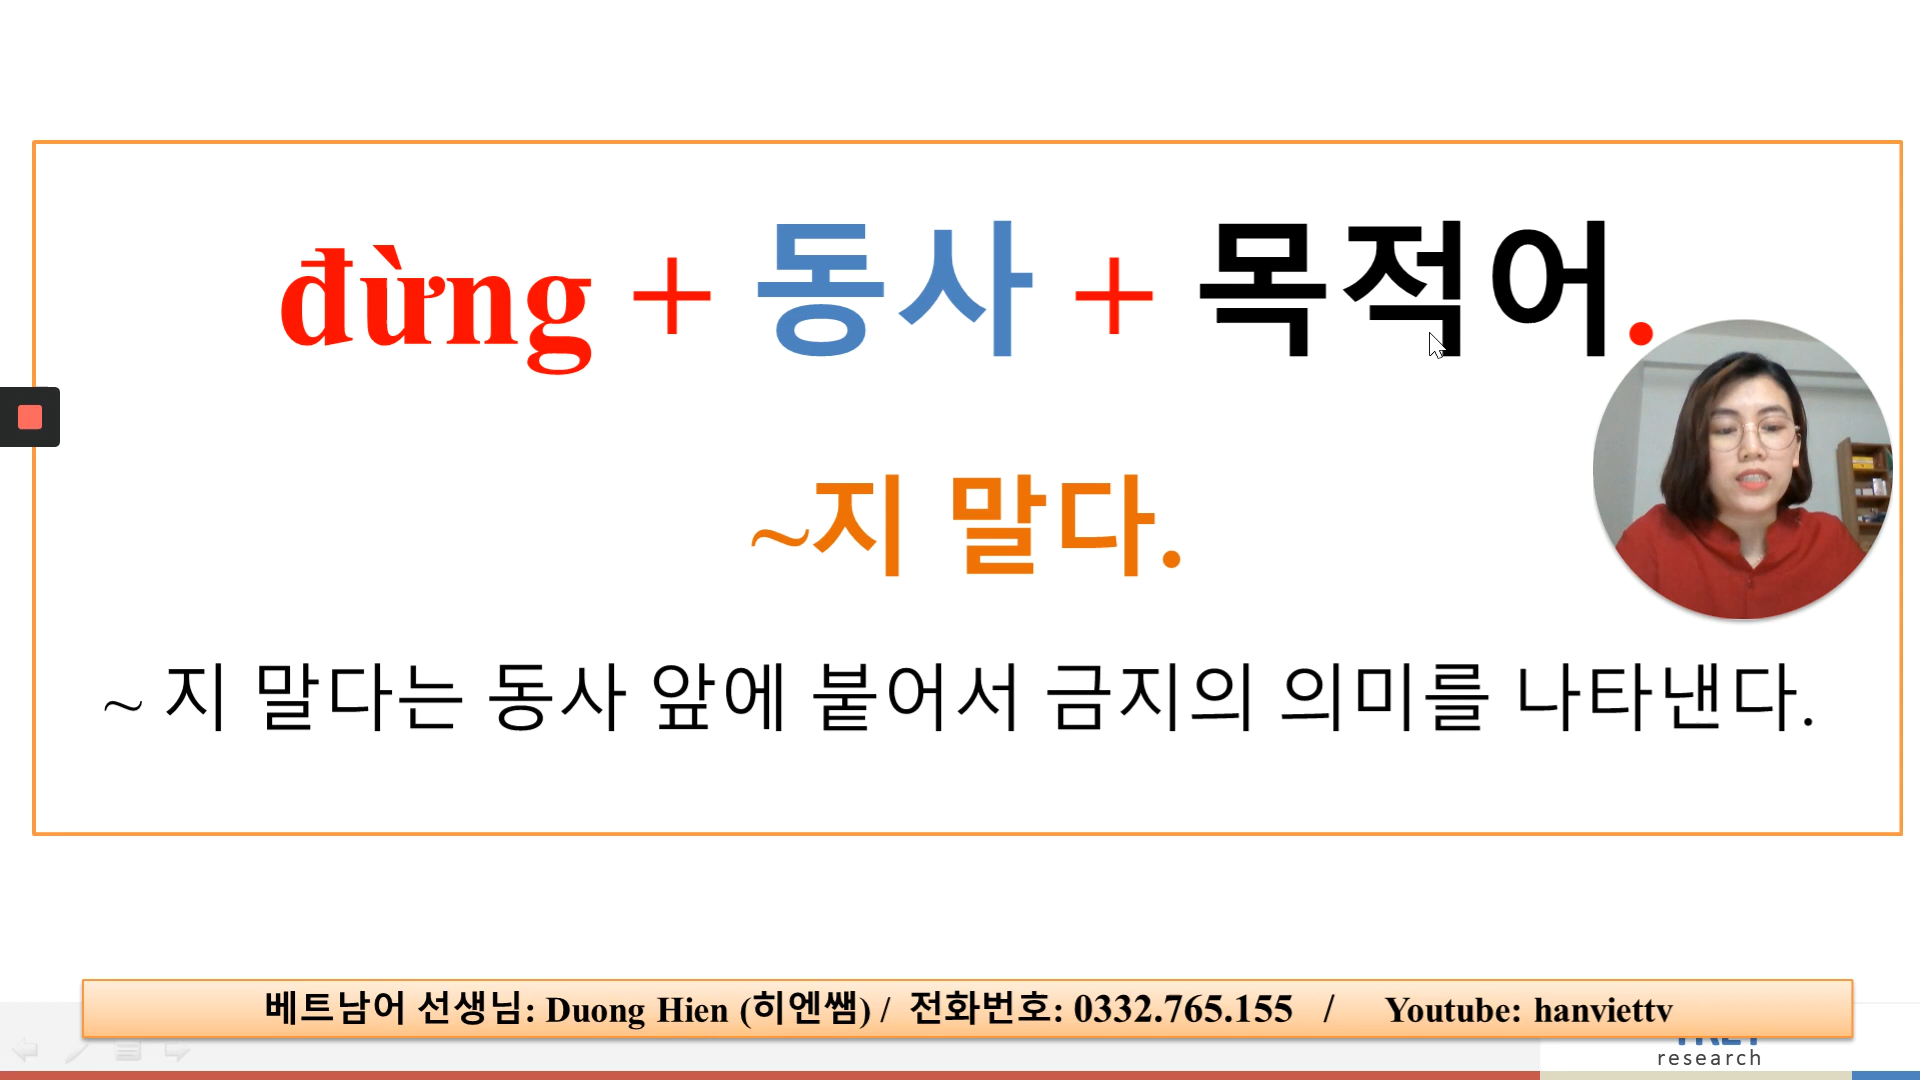 đừng + 동사 + 목적어.
~지 말다.
~ 지 말다는 동사 앞에 붙어서 금지의 의미를 나타낸다.
베트남어 선생님: Duong Hien (히엔쌤) / 전화번호: 0332.765.155 / Youtube: hanviettv
research